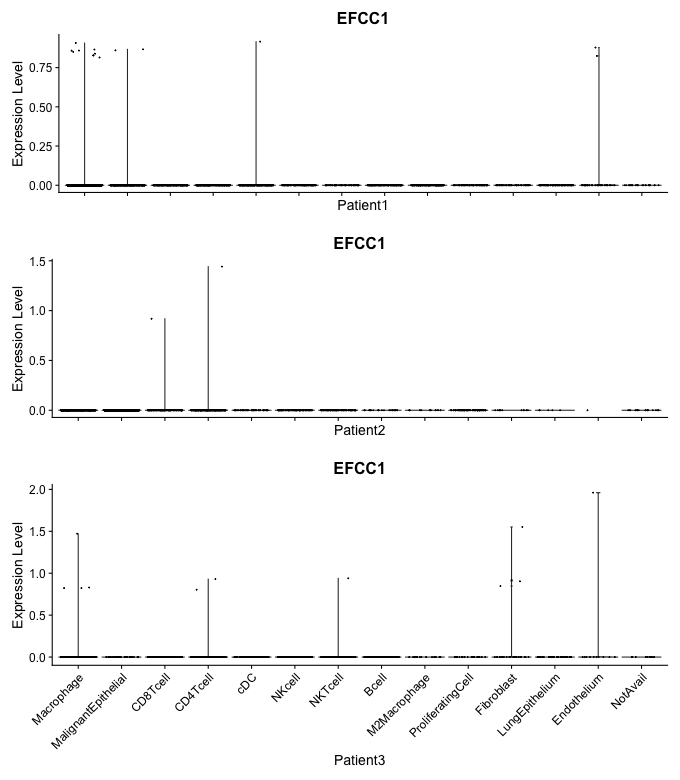 EFCC1
Expression Level
0.75
0.50
0.25
0.00
Patient1
EFCC1
Expression Level
1.5
1.0
0.5
0.0
Patient2
EFCC1
Expression Level
2.0
1.5
1.0
0.5
0.0
Macrophage
MalignantEpithelial
CD8Tcell
CD4Tcell
cDC
NKcell
NKTcell
Bcell
M2Macrophage
ProliferatingCell
Fibroblast
LungEpithelium
Endothelium
NotAvail
Patient3